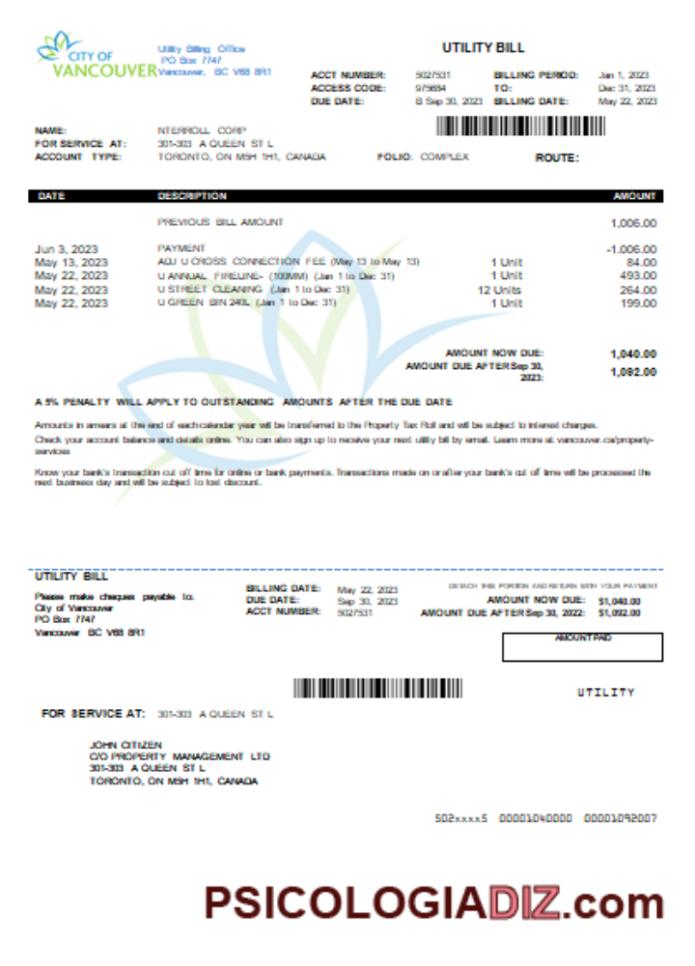 CITY OF
VANCOUVER
Utility Billing Office
PO Box 7747
Vancouver, BC V6B 8R1
UTILITY BILL
ACCT NUMBER: 5027531 BILLING PERIOD: Jan 1, 2023
ACCESS CODE: 975684 TO: Dec 31, 2023
DUE DATE: B Sep 30, 2023 BILLING DATE: May 22, 2023
NAME: NTERROLL CORP
FOR SERVICE AT: 301-303 A QUEEN ST L
ACCOUNT TYPE: TORONTO, ON M5H 1H1, CANADA FOLIO: COMPLEX ROUTE:
DATE DESCRIPTION AMOUNT
PREVIOUS BILL AMOUNT 1,006.00
Jun 3, 2023 PAYMENT -1,006.00
May 13, 2023 ADJ U CROSS CONNECTION FEE (May 13 to May 13) 1 Unit 84.00
May 22, 2023 U ANNUAL FIRELINE- (100MM) (Jan 1 to Dec 31) 1 Unit 493.00
May 22, 2023 U STREET CLEANING (Jan 1 to Dec 31) 12 Units 264.00
May 22, 2023 U GREEN BIN 240L (Jan 1 to Dec 31) 1 Unit 199.00
AMOUNT NOW DUE: 1,040.00
AMOUNT DUE AFTER Sep 30, 2023: 1,092.00
A 5% PENALTY WILL APPLY TO OUTSTANDING AMOUNTS AFTER THE DUE DATE
Amounts in arrears at the end of each calendar year will be transferred to the Property Tax Roll and will be subject to interest charges.
Check your account balance and details online. You can also sign up to receive your next utility bill by email. Learn more at vancouver.ca/property-
services
Know your bank's transaction cut off time for online or bank payments. Transactions made on or after your bank's cut off time will be processed the
next business day and will be subject to lost discount.
UTILITY BILL
Please make cheques payable to:
City of Vancouver
PO Box 7747
Vancouver BC V6B 8R1
BILLING DATE: May 22, 2023
DUE DATE: Sep 30, 2023
ACCT NUMBER: 5027531
DETACH THIS PORTION AND RETURN WITH YOUR PAYMENT
AMOUNT NOW DUE: $1,040.00
AMOUNT DUE AFTER Sep 30, 2022: $1,092.00
AMOUNT PAID
UTILITY
FOR SERVICE AT: 301-303 A QUEEN ST L
JOHN CITIZEN
C/O PROPERTY MANAGEMENT LTD
301-303 A QUEEN ST L
TORONTO, ON M5H 1H1, CANADA
502xxxx5 00001040000 00001092007
PSICOLOGIADIZ.com